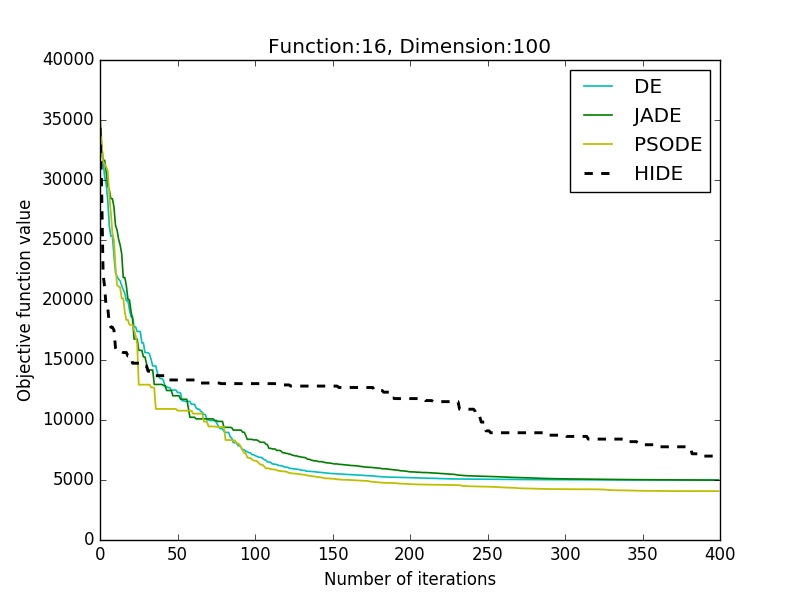 Function:16, Dimension:100
40000
35000
30000
25000
20000
15000
10000
5000
0
Objective function value
DE
JADE
PSODE
HIDE
0 50 100 150 200 250 300 350 400
Number of iterations